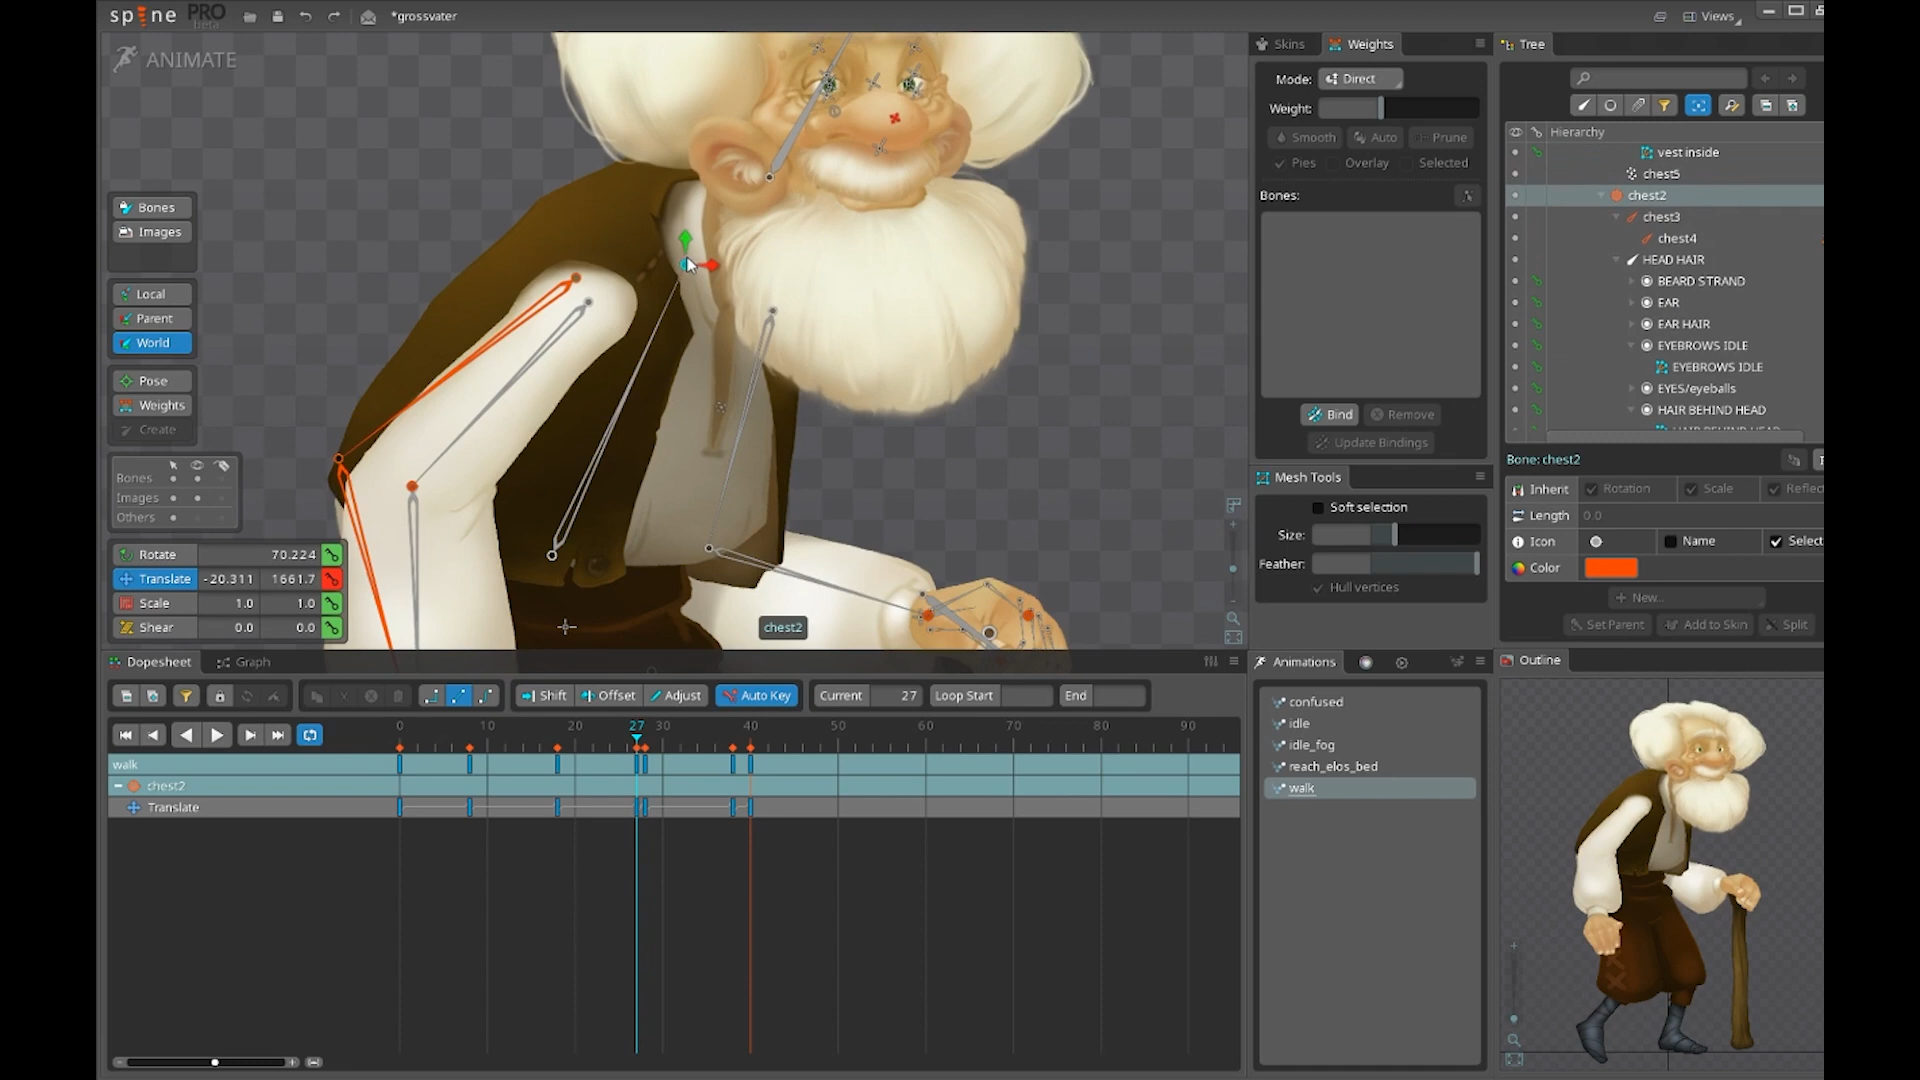 spine PRO Beta *grossvater Views
ANIMATE
Skins Weights Tree
Mode: Direct
Weight:
Smooth Auto Prune
Pies Overlay Selected
Bones:
Bind Remove
Update Bindings
Mesh Tools
Soft selection
Size:
Feather:
Hull vertices
Hierarchy
vest inside
chest5
chest2
chest3
chest4
HEAD HAIR
BEARD STRAND
EAR
EAR HAIR
EYEBROWS IDLE
EYEBROWS IDLE
EYES/eyeballs
HAIR BEHIND HEAD
HAIR BEHIND HEAD
Bone: chest2
Inherit Rotation Scale Reflec
Length 0.0
Icon Name Select
Color
New...
Set Parent Add to Skin Split
Bones
Images
Local
Parent
World
Pose
Weights
Create
Bones
Images
Others
Rotate 70.224
Translate -20.311 1661.7
Scale 1.0 1.0
Shear 0.0 0.0
chest2
Dopesheet Graph
Shift Offset Adjust Auto Key Current 27 Loop Start End
0 10 20 27 30 40 50 60 70 80 90
walk
chest2
Translate
Animations
confused
idle
idle_fog
reach_elos_bed
walk
Outline